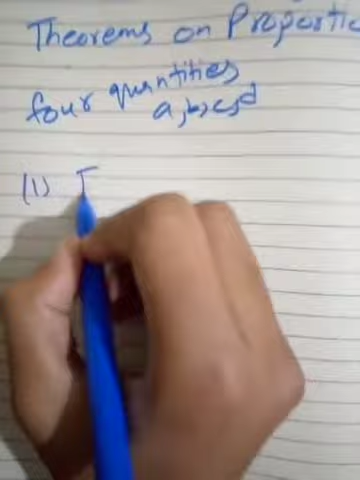 Theorems on Proportio
four quantities
a, b, c, d
(1) I